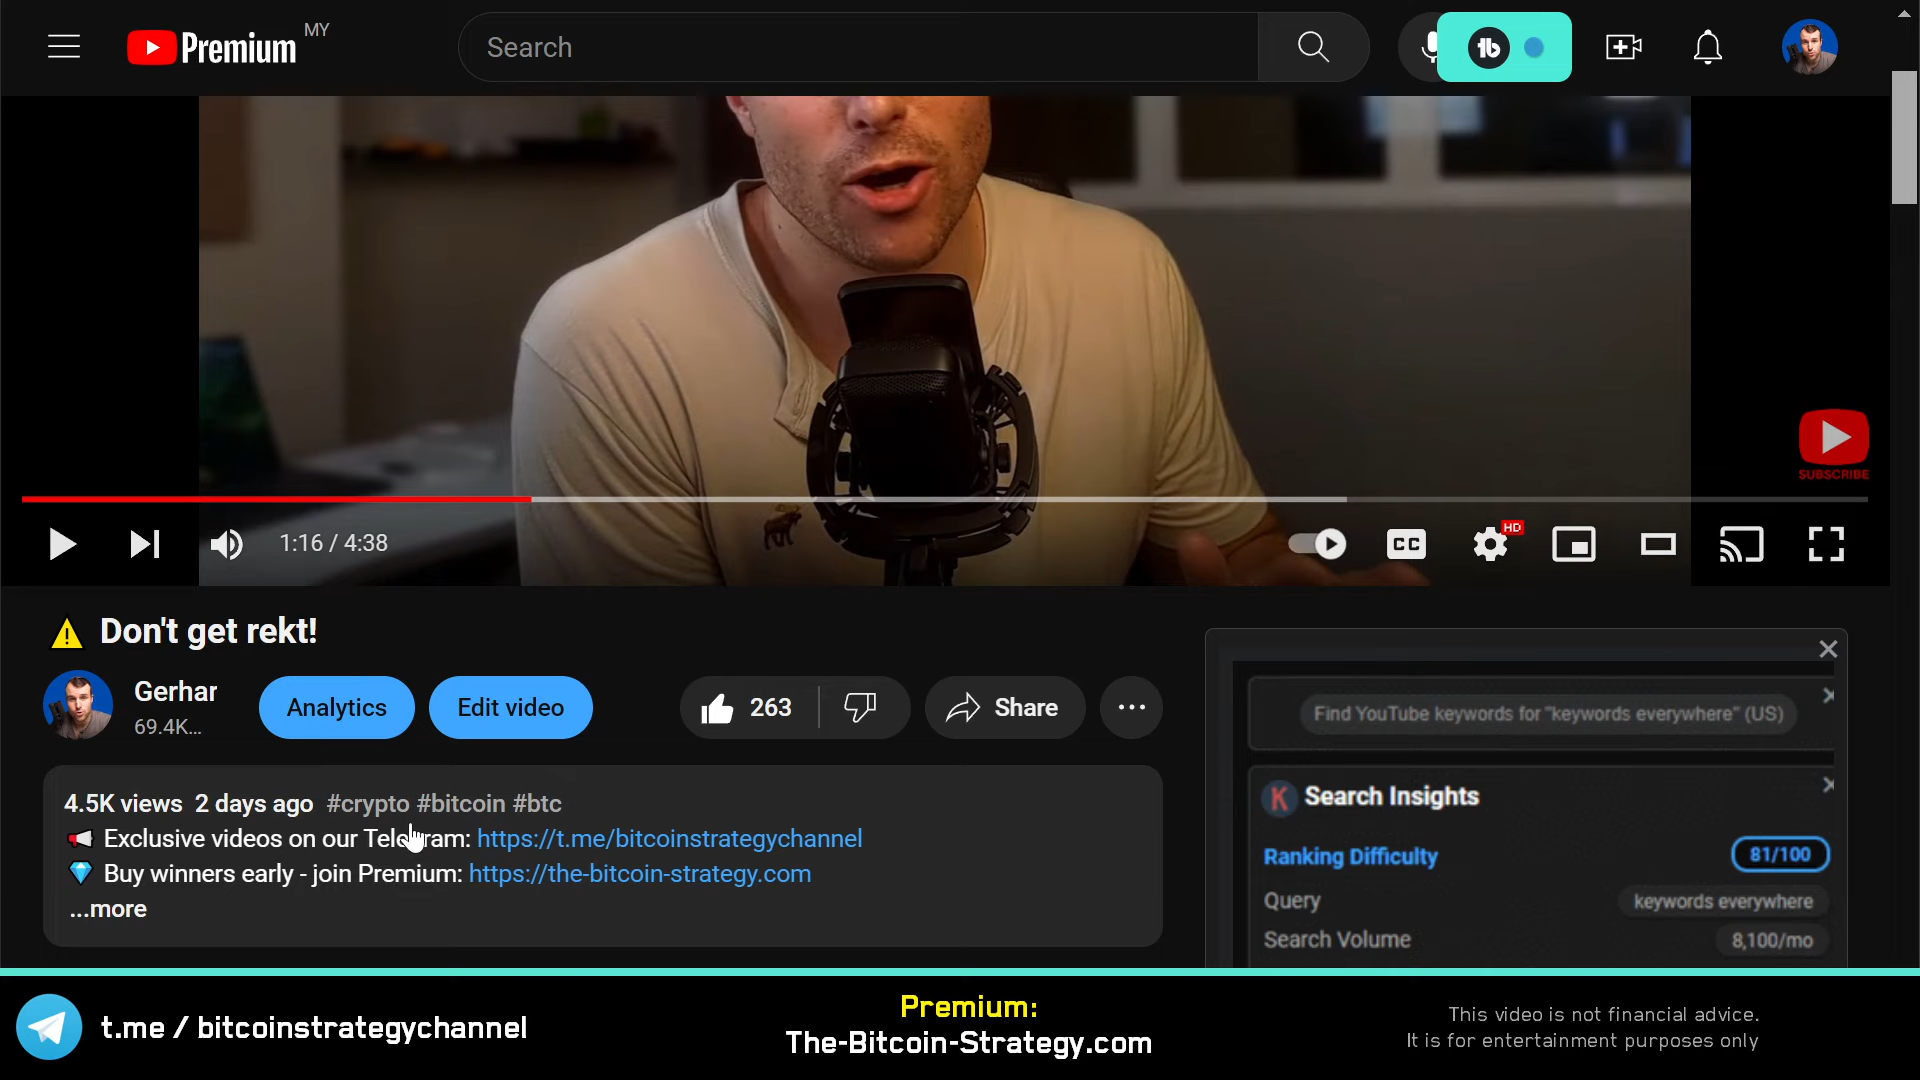 Premium MY
Search
HD
CC
SUBSCRIBE
1:16 / 4:38
⚠️ Don't get rekt!
Gerhar
69.4K...
Analytics
Edit video
263
Share
4.5K views 2 days ago #crypto #bitcoin #btc
📢 Exclusive videos on our Telegram: https://t.me/bitcoinstrategychannel
💎 Buy winners early - join Premium: https://the-bitcoin-strategy.com
...more
Find YouTube keywords for "keywords everywhere" (US)
K Search Insights
Ranking Difficulty 81/100
Query keywords everywhere
Search Volume 8,100/mo
t.me / bitcoinstrategychannel
Premium:
The-Bitcoin-Strategy.com
This video is not financial advice.
It is for entertainment purposes only